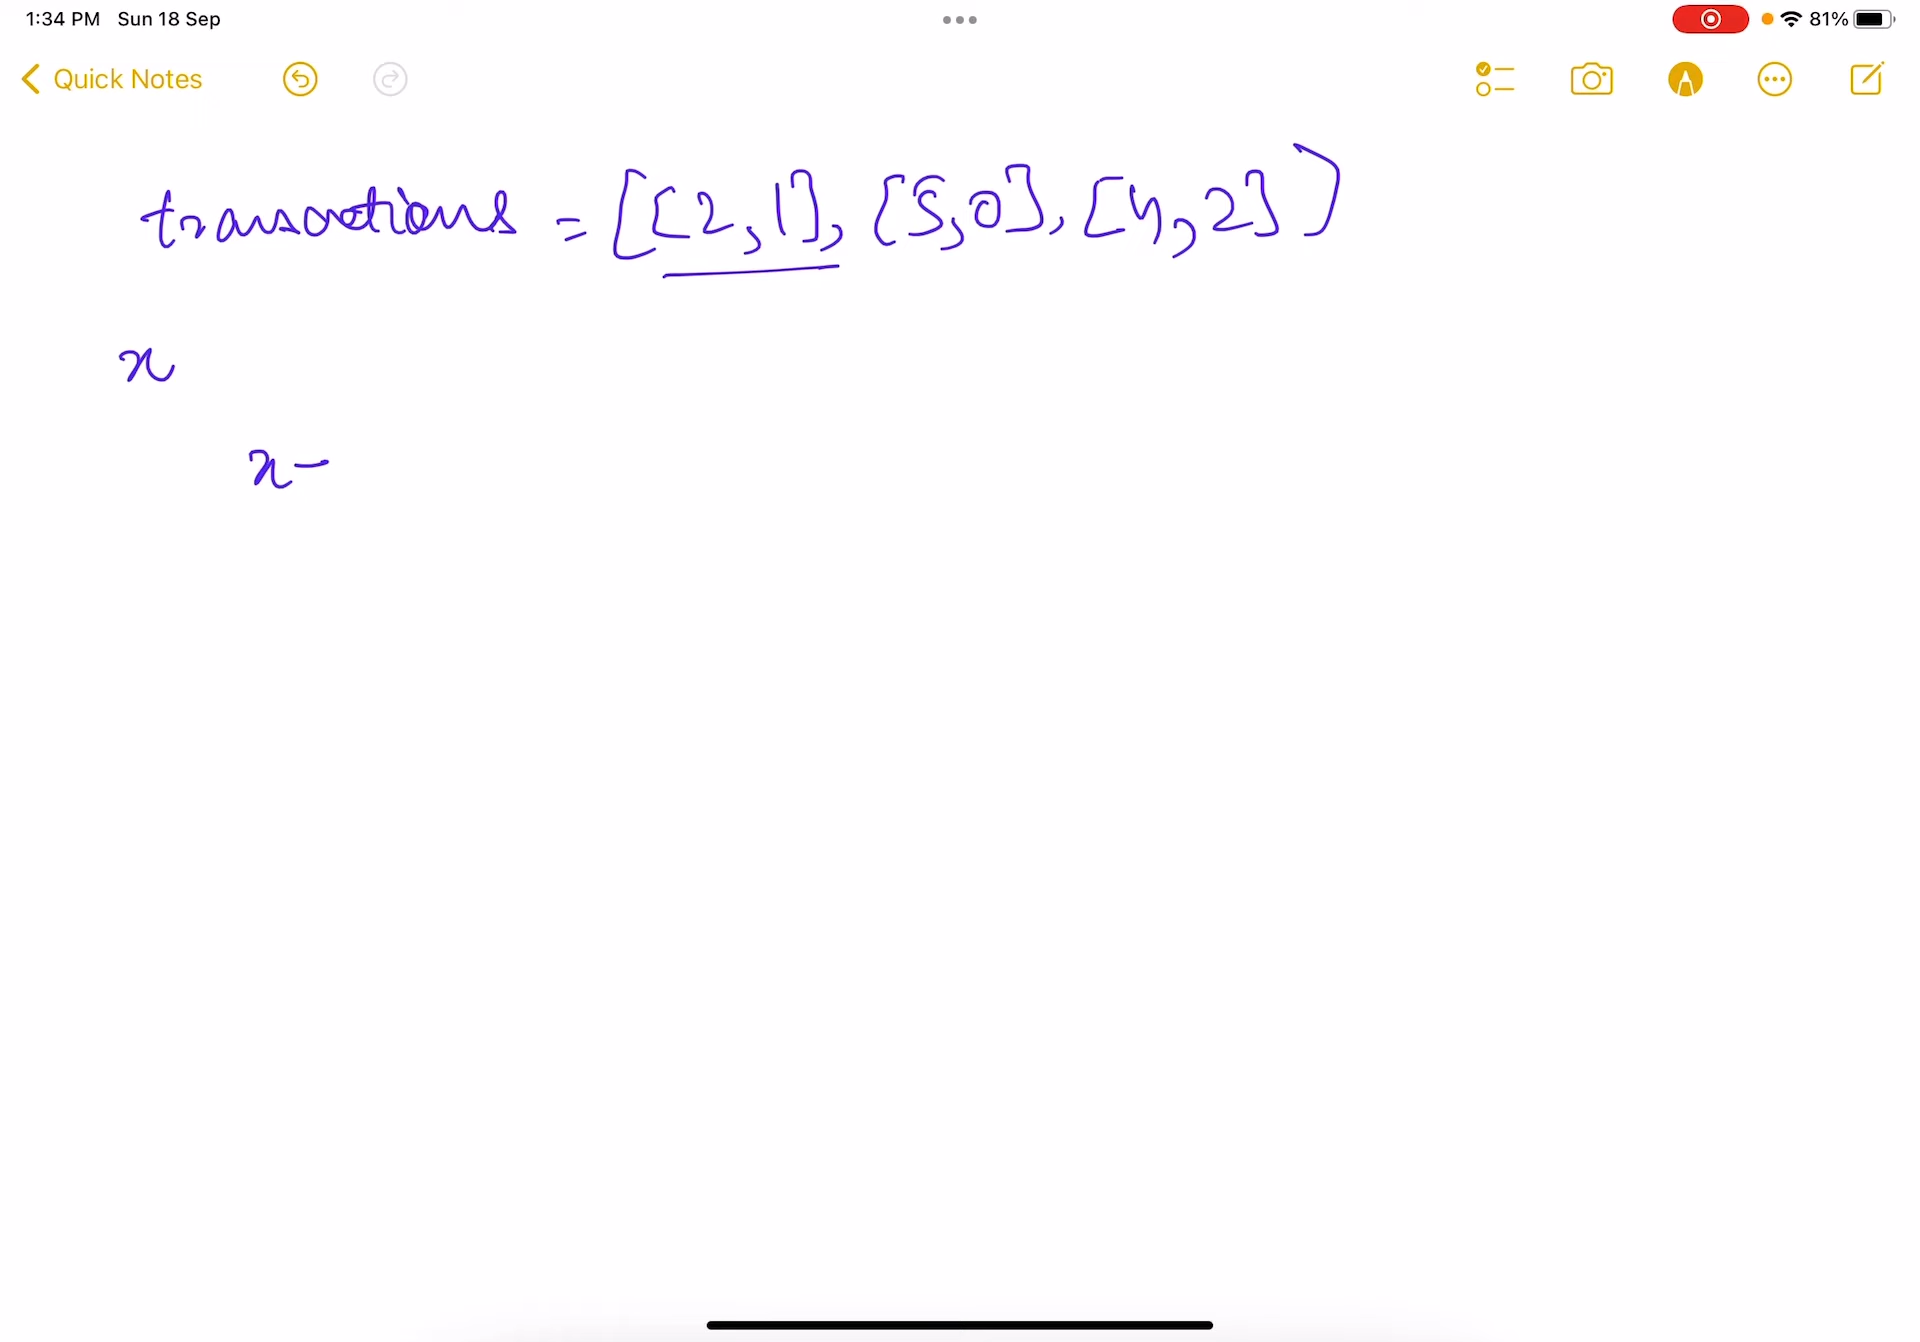 1:34 PM Sun 18 Sep
81%
Quick Notes
transactions = [[2,1], [5,0], [4,2]]
x
x-